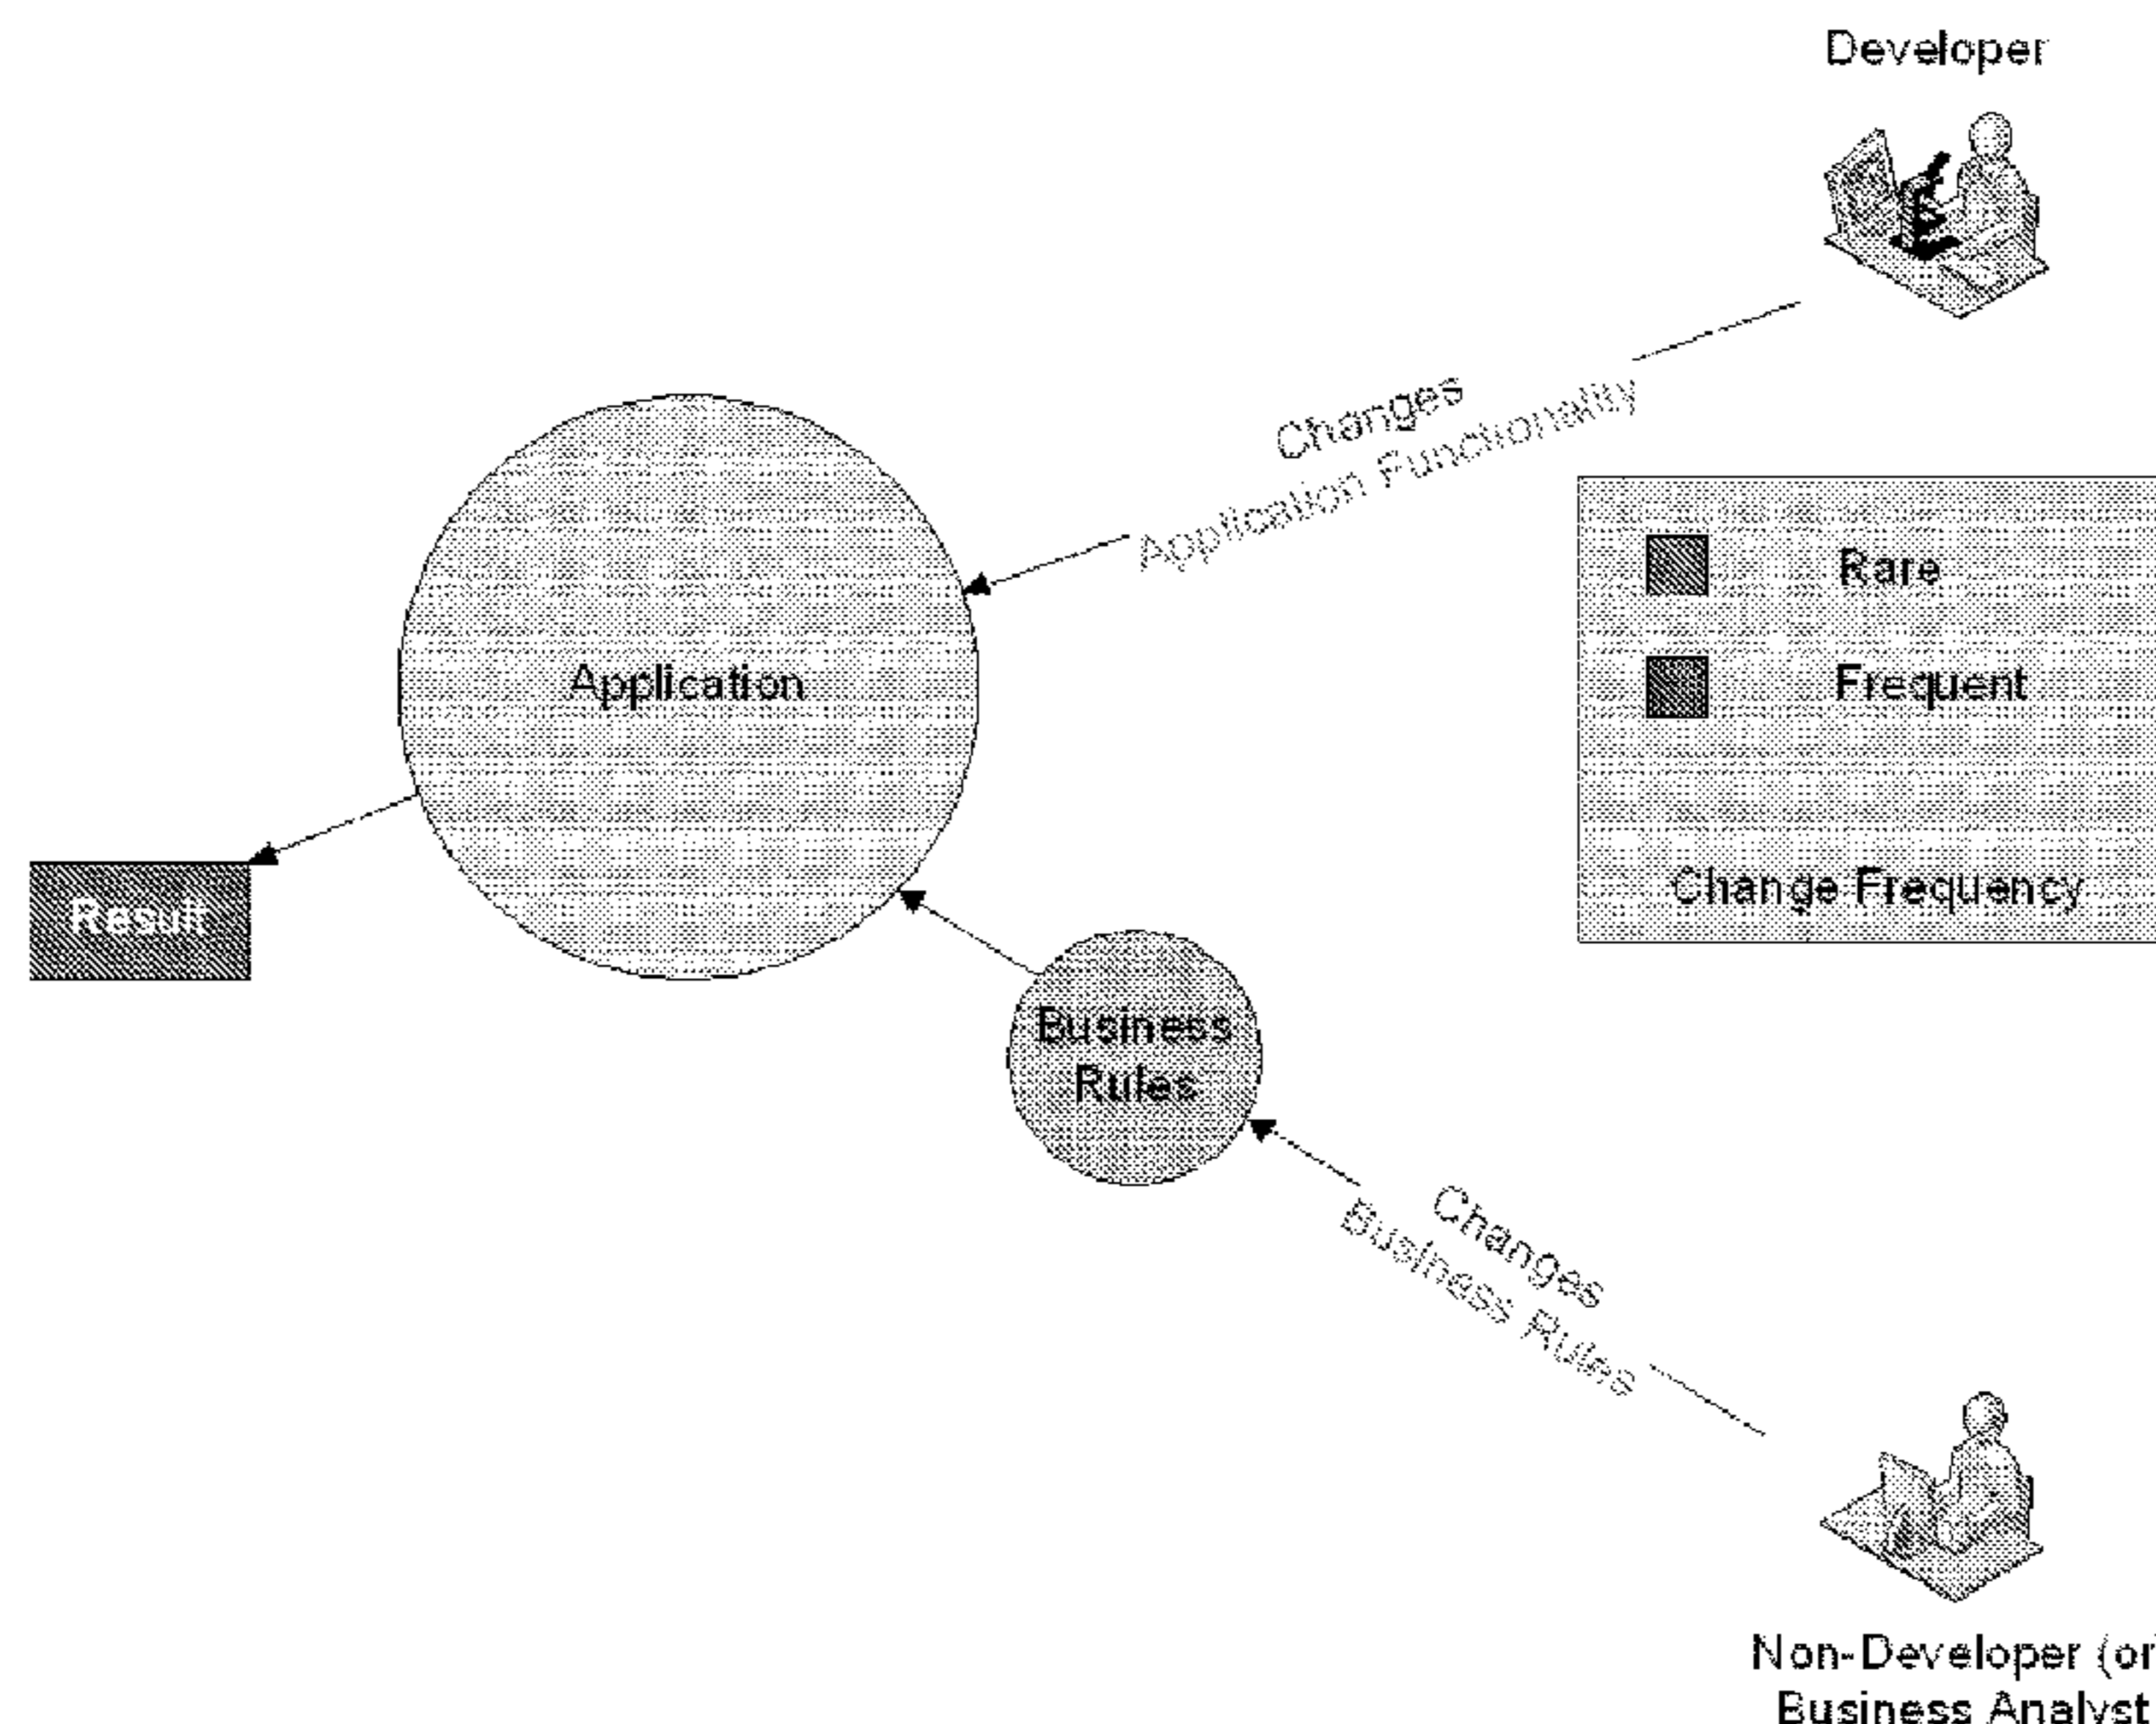 Developer
Changes
Application Functionality
Rare
Application
Frequent
Change Frequency
Result
Business
Rules
Changes
Business Rules
Non-Developer (or
Business Analyst